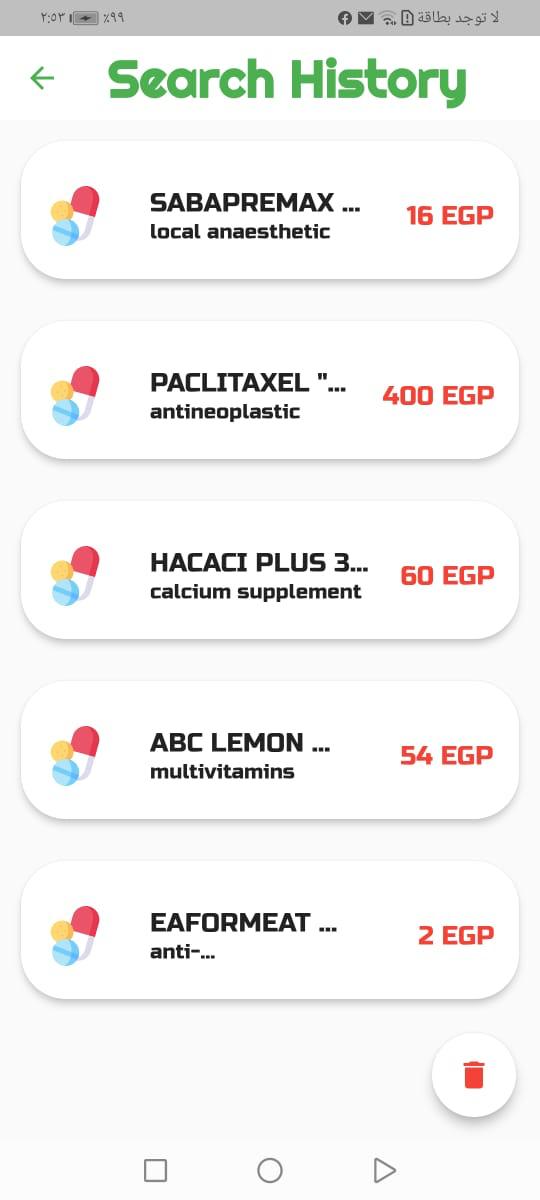 ٢:٥٣ ٪٩٩ لا توجد بطاقة
Search History
SABAPREMAX ...
local anaesthetic
16 EGP
PACLITAXEL "...
antineoplastic
400 EGP
HACACI PLUS 3...
calcium supplement
60 EGP
ABC LEMON ...
multivitamins
54 EGP
EAFORMEAT ...
anti-...
2 EGP